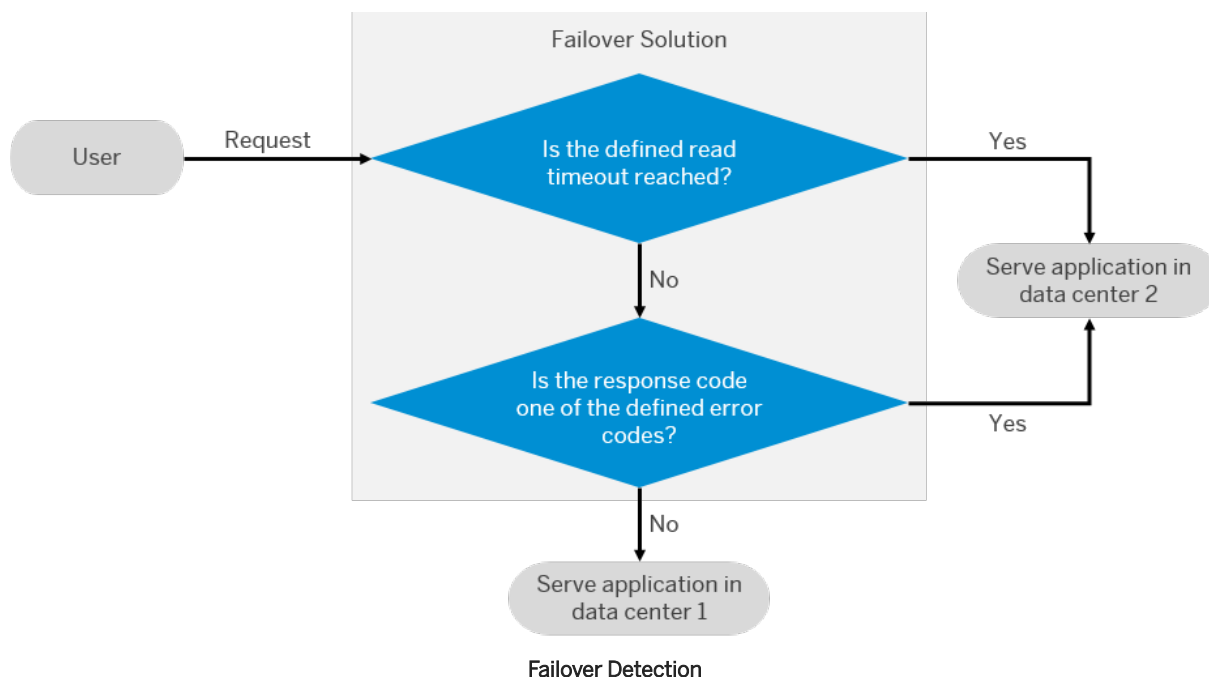 Failover Solution
User
Request
Is the defined read
timeout reached?
Yes
Serve application in
data center 2
No
Is the response code
one of the defined error
codes?
Yes
No
Serve application in
data center 1
Failover Detection